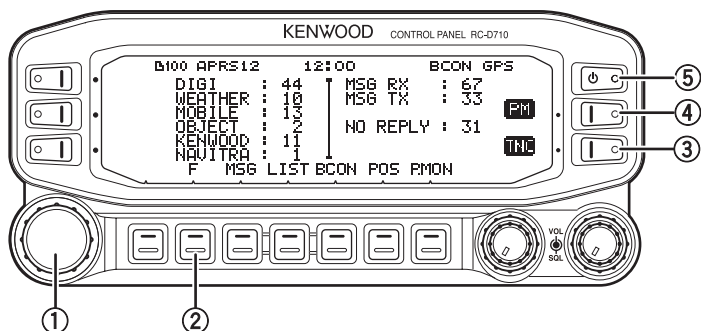 KENWOOD CONTROL PANEL RC-D710
100 APRS12 12:00 BCON GPS
DIGI : 44 MSG RX : 67
WEATHER : 10 MSG TX : 33
MOBILE : 13 PM
OBJECT : 2 NO REPLY : 31
KENWOOD : 11 TNC
NAVITRA : 1
F MSG LIST BCON POS P.MON
VOL
SQL
5
4
3
1
2